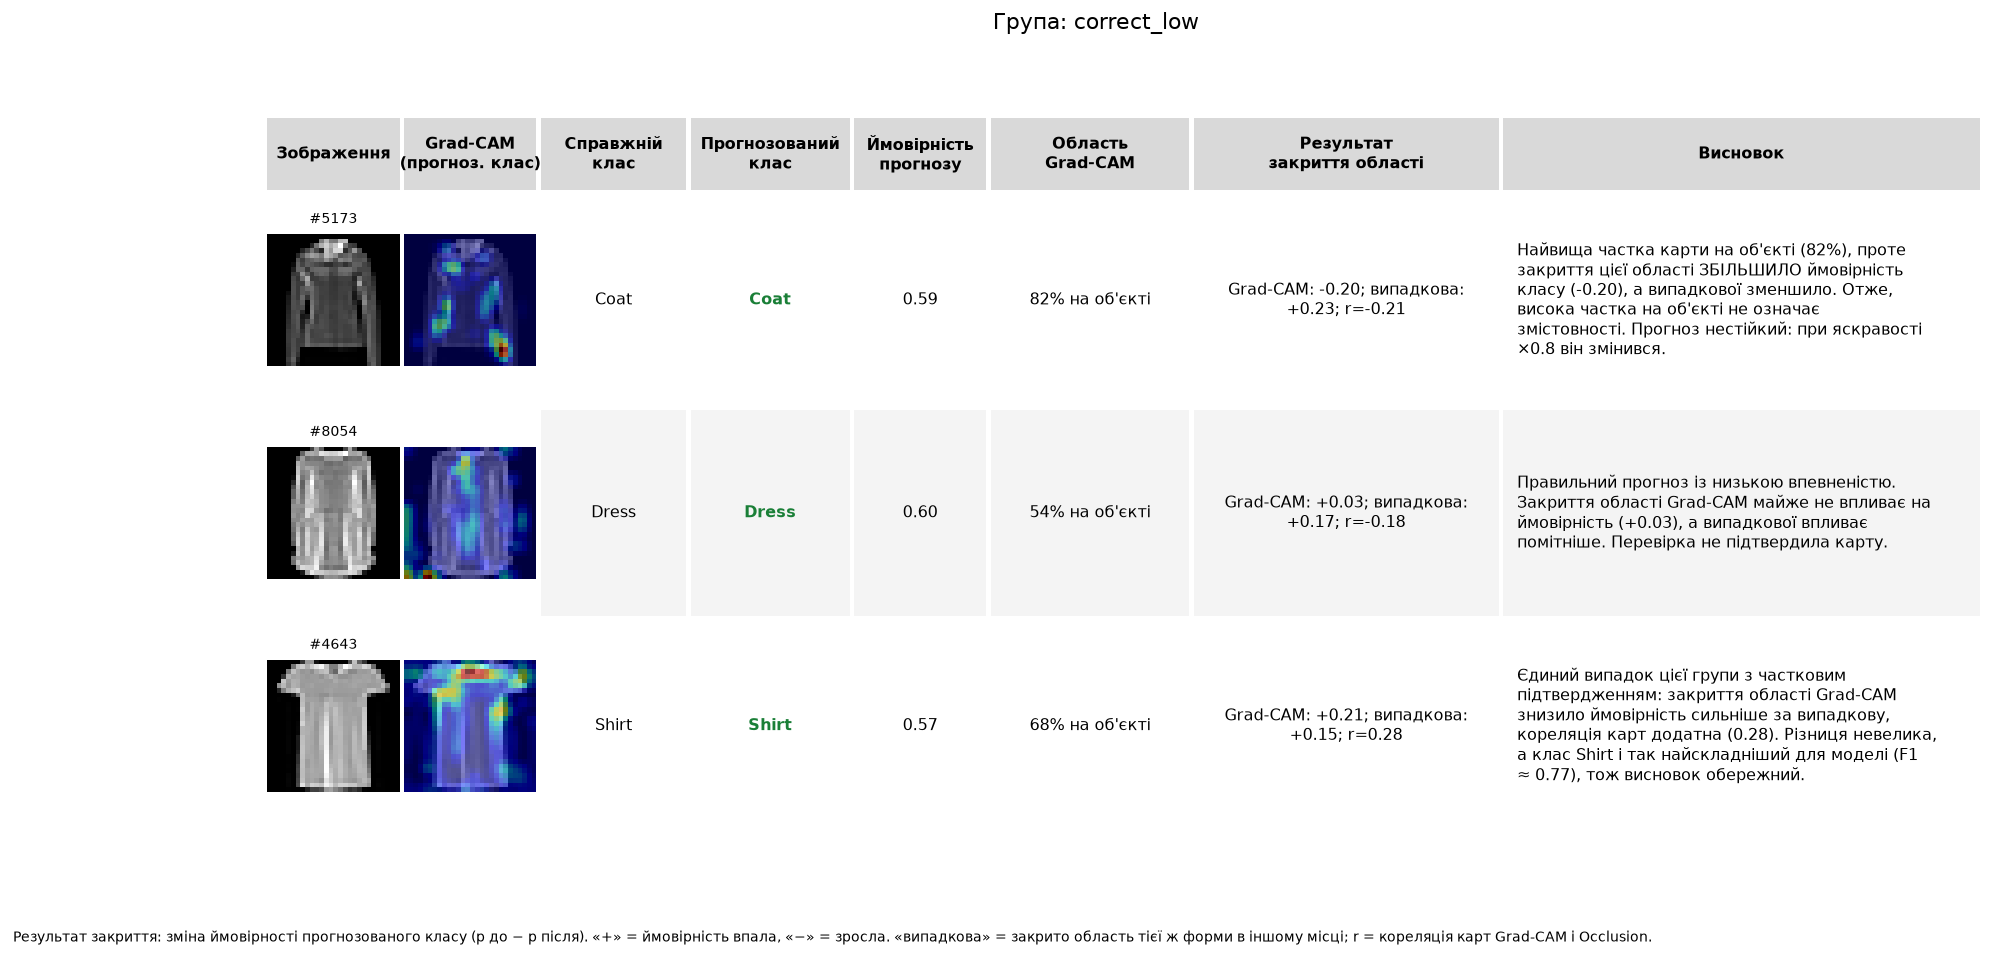 Група: correct_low
Зображення
Grad-CAM
(прогноз. клас)
Справжній
клас
Прогнозований
клас
Ймовірність
прогнозу
Область
Grad-CAM
Результат
закриття області
Висновок
#5173
Coat
Coat
0.59
82% на об'єкті
Grad-CAM: -0.20; випадкова:
+0.23; r=-0.21
Найвища частка карти на об'єкті (82%), проте
закриття цієї області ЗБІЛЬШИЛО ймовірність
класу (-0.20), а випадкової зменшило. Отже,
висока частка на об'єкті не означає
змістовності. Прогноз нестійкий: при яскравості
×0.8 він змінився.
#8054
Dress
Dress
0.60
54% на об'єкті
Grad-CAM: +0.03; випадкова:
+0.17; r=-0.18
Правильний прогноз із низькою впевненістю.
Закриття області Grad-CAM майже не впливає на
ймовірність (+0.03), а випадкової впливає
помітніше. Перевірка не підтвердила карту.
#4643
Shirt
Shirt
0.57
68% на об'єкті
Grad-CAM: +0.21; випадкова:
+0.15; r=0.28
Єдиний випадок цієї групи з частковим
підтвердженням: закриття області Grad-CAM
знизило ймовірність сильніше за випадкову,
кореляція карт додатна (0.28). Різниця невелика,
а клас Shirt і так найскладніший для моделі (F1
≈ 0.77), тож висновок обережний.
Результат закриття: зміна ймовірності прогнозованого класу (p до − p після). «+» = ймовірність впала, «−» = зросла. «випадкова» = закрито область тієї ж форми в іншому місці; r = кореляція карт Grad-CAM і Occlusion.